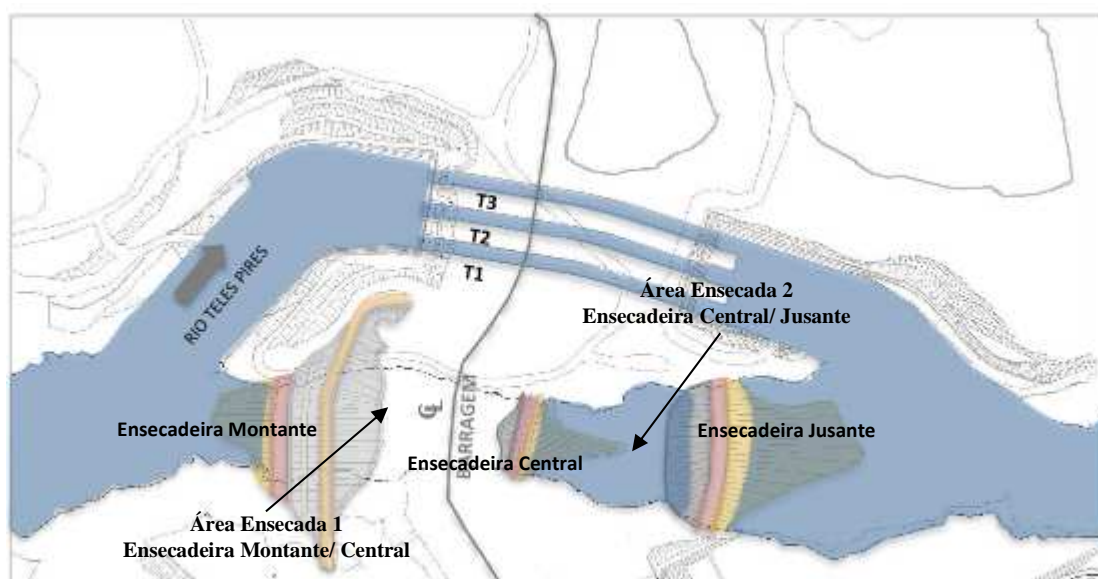 T3
T2
T1
RIO TELES PIRES
Área Ensecada 2
Ensecadeira Central/ Jusante
Ensecadeira Montante
BARRAGEM
Ensecadeira Central
Ensecadeira Jusante
Área Ensecada 1
Ensecadeira Montante/ Central